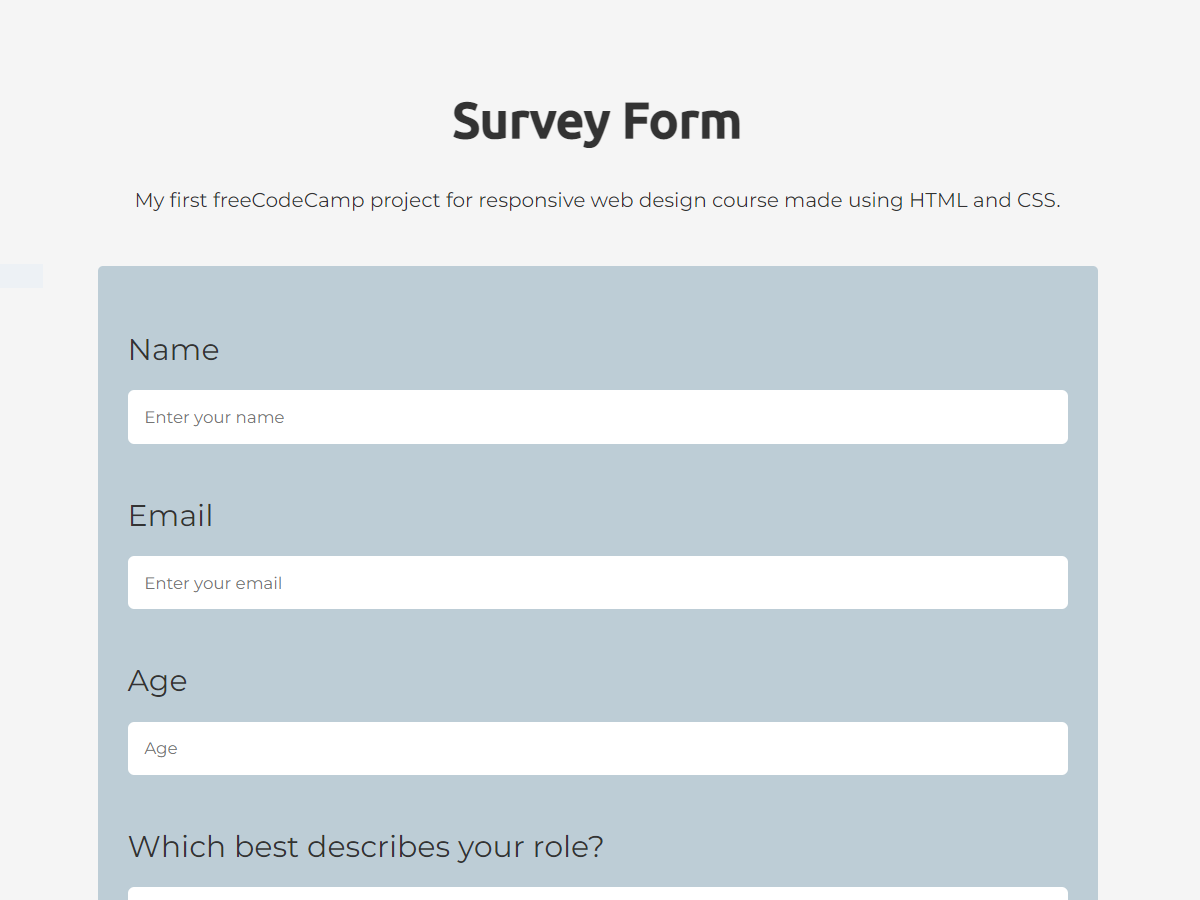 Survey Form
My first freeCodeCamp project for responsive web design course made using HTML and CSS.
Name
Enter your name
Email
Enter your email
Age
Age
Which best describes your role?